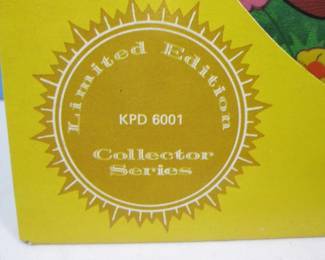 Limited Edition
KPD 6001
Collector
Series